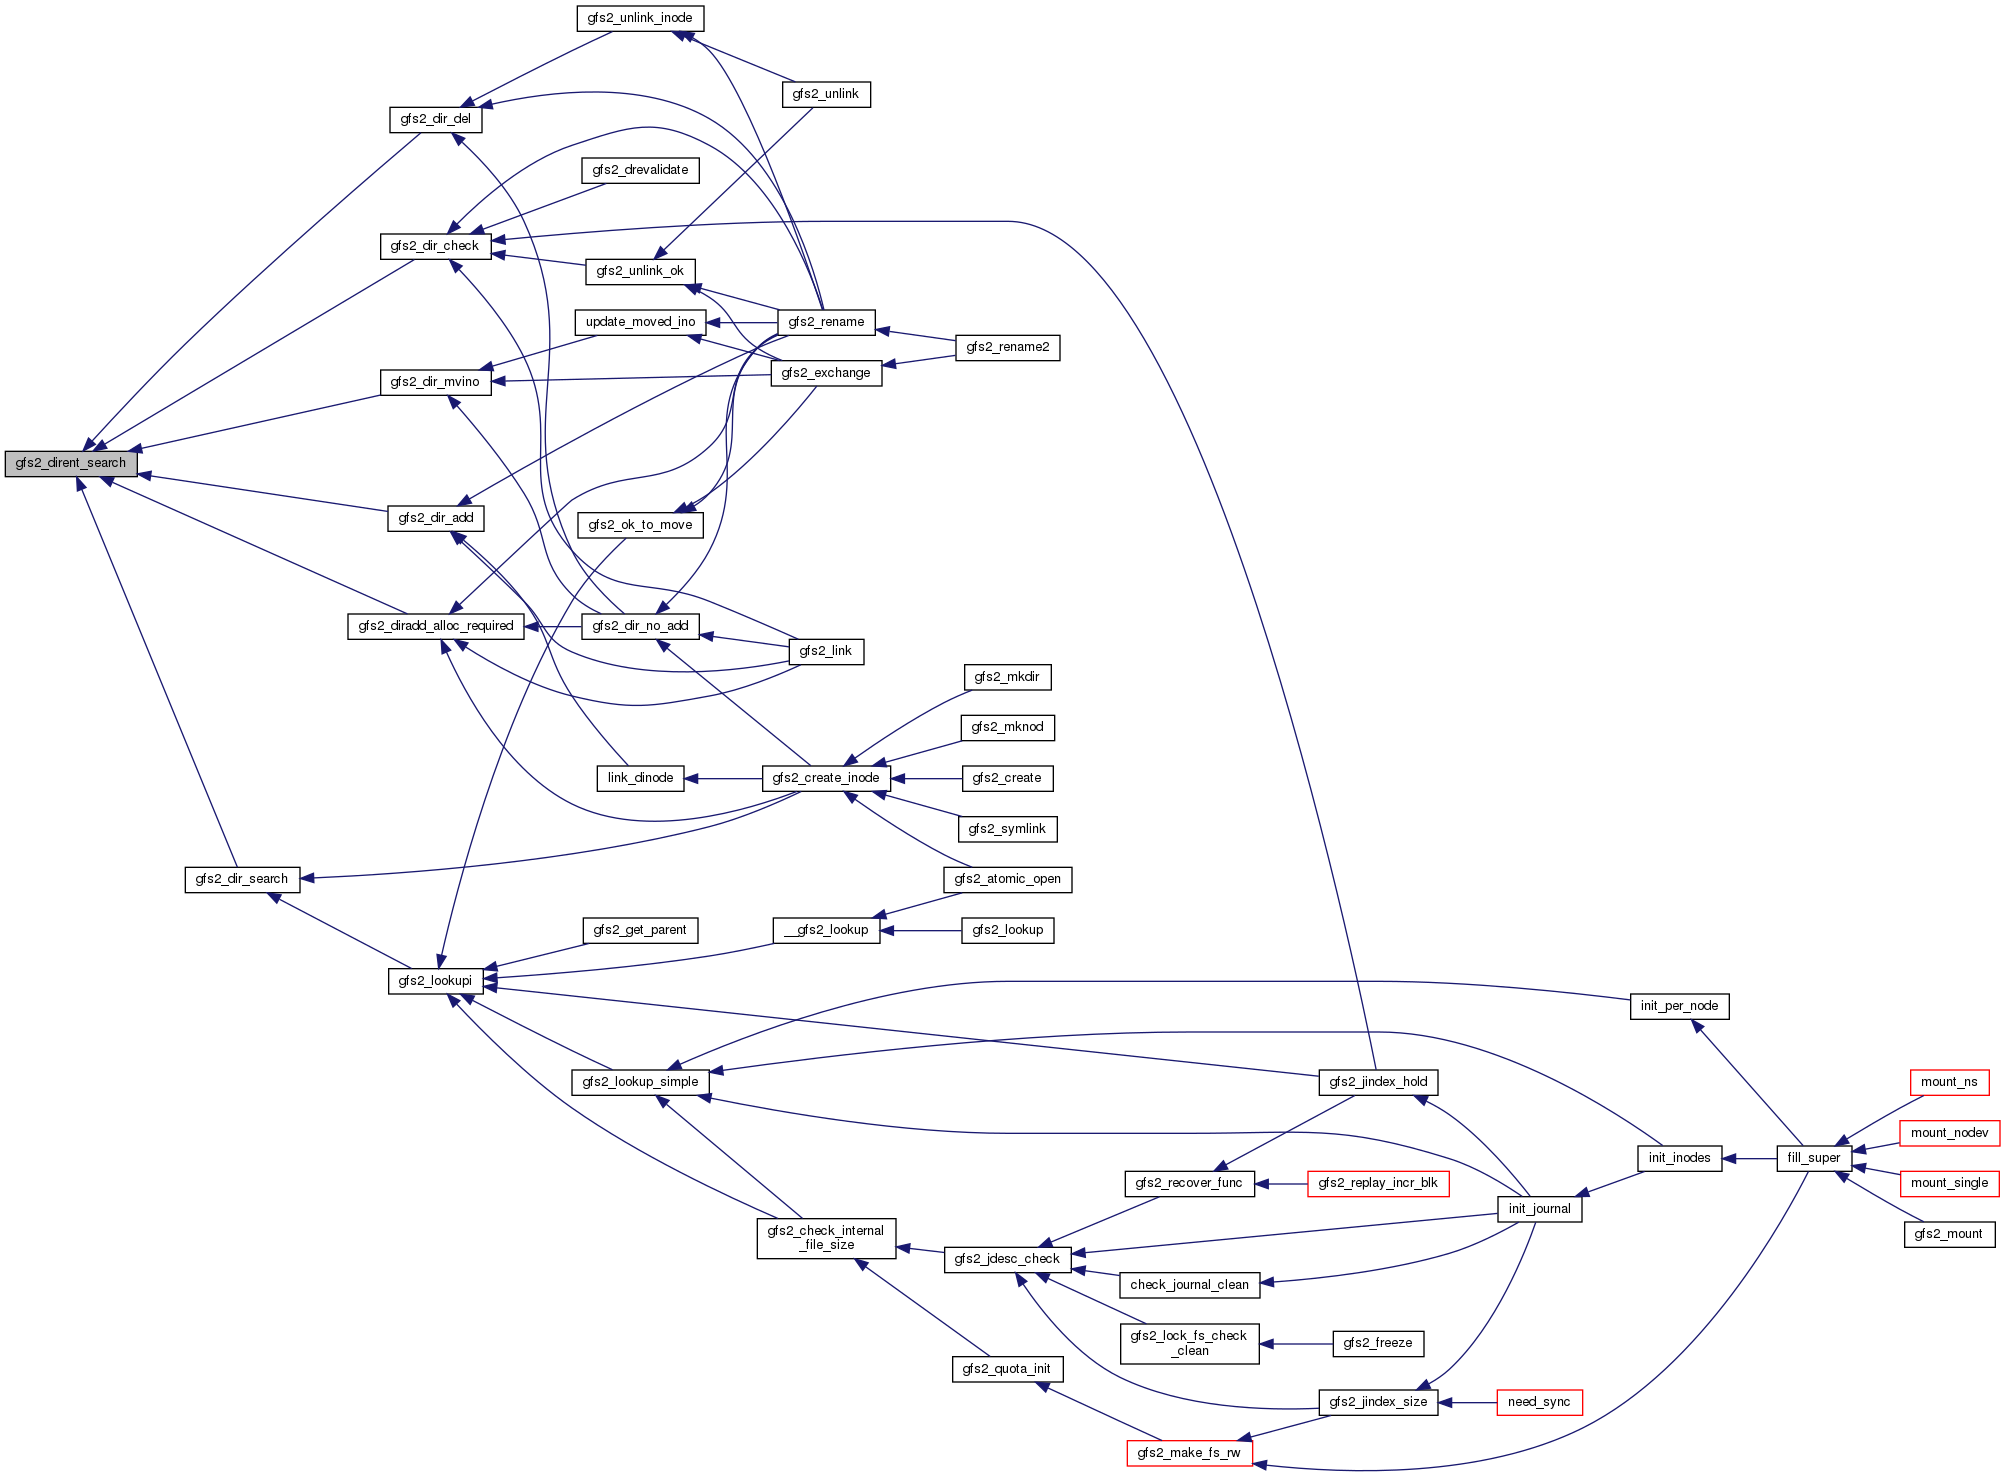 gfs2_unlink_inode
gfs2_unlink
gfs2_dir_del
gfs2_drevalidate
gfs2_dir_check
gfs2_unlink_ok
update_moved_ino
gfs2_rename
gfs2_rename2
gfs2_dir_mvino
gfs2_exchange
gfs2_dirent_search
gfs2_dir_add
gfs2_ok_to_move
gfs2_diradd_alloc_required
gfs2_dir_no_add
gfs2_link
gfs2_mkdir
gfs2_mknod
link_dinode
gfs2_create_inode
gfs2_create
gfs2_symlink
gfs2_dir_search
gfs2_atomic_open
gfs2_get_parent
__gfs2_lookup
gfs2_lookup
gfs2_lookupi
init_per_node
gfs2_lookup_simple
gfs2_jindex_hold
mount_ns
mount_nodev
init_inodes
fill_super
gfs2_recover_func
gfs2_replay_incr_blk
mount_single
init_journal
gfs2_check_internal
_file_size
gfs2_mount
gfs2_jdesc_check
check_journal_clean
gfs2_lock_fs_check
_clean
gfs2_freeze
gfs2_quota_init
gfs2_jindex_size
need_sync
gfs2_make_fs_rw